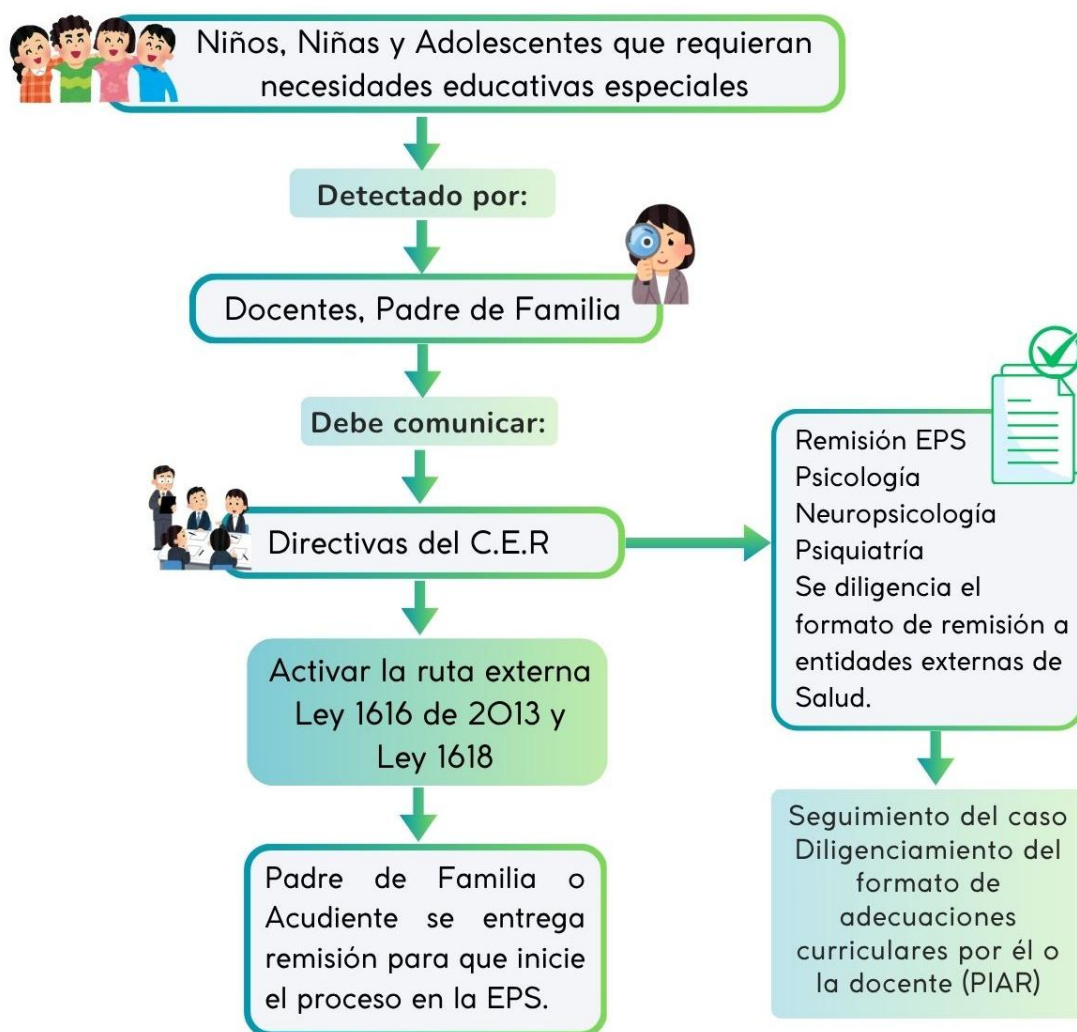 Niños, Niñas y Adolescentes que requieran
necesidades educativas especiales
Detectado por:
Docentes, Padre de Familia
Debe comunicar:
Directivas del C.E.R
Remisión EPS
Psicología
Neuropsicología
Psiquiatría
Se diligencia el
formato de remisión a
entidades externas de
Salud.
Activar la ruta externa
Ley 1616 de 2013 y
Ley 1618
Seguimiento del caso
Diligenciamiento del
formato de
adecuaciones
curriculares por él o
la docente (PIAR)
Padre de Familia o
Acudiente se entrega
remisión para que inicie
el proceso en la EPS.